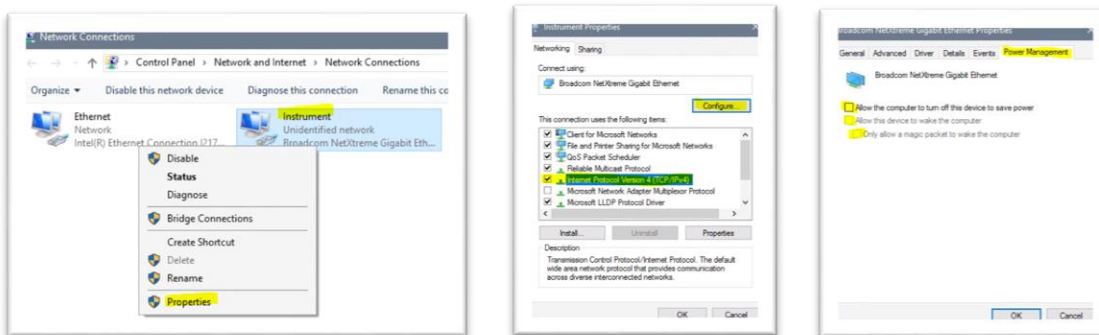 Network Connections
Control Panel > Network and Internet > Network Connections
Organize Disable this network device Diagnose this connection Rename this co
Ethernet
Network
Intel(R) Ethernet Connection I217...
Instrument
Unidentified network
Broadcom NetXtreme Gigabit Eth...
Disable
Status
Diagnose
Bridge Connections
Create Shortcut
Delete
Rename
Properties
Instrument Properties
Networking Sharing
Connect using:
Broadcom NetXtreme Gigabit Ethernet
Configure...
This connection uses the following items:
Client for Microsoft Networks
File and Printer Sharing for Microsoft Networks
QoS Packet Scheduler
Reliable Multicast Protocol
Internet Protocol Version 4 (TCP/IPv4)
Microsoft Network Adapter Multiplexor Protocol
Microsoft LLDP Protocol Driver
Install... Uninstall Properties
Description
Transmission Control Protocol/Internet Protocol. The default
wide area network protocol that provides communication
across diverse interconnected networks.
OK Cancel
Broadcom NetXtreme Gigabit Ethernet Properties
General Advanced Driver Details Events Power Management
Broadcom NetXtreme Gigabit Ethernet
Allow the computer to turn off this device to save power
Allow this device to wake the computer
Only allow a magic packet to wake the computer
OK Cancel